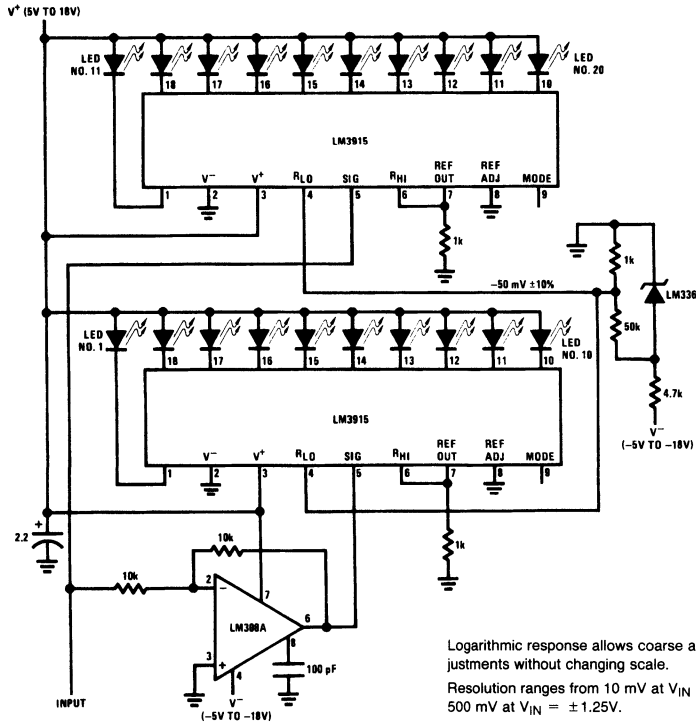 V+ (5V TO 18V)
LED
NO. 11
LED
NO. 20
18 17 16 15 14 13 12 11 10
LM3915
V− V+ RLO SIG RHI REF OUT REF ADJ MODE
1 2 3 4 5 6 7 8 9
1k
−50 mV ±10%
1k
LM336
50k
4.7k
V−
(−5V TO −18V)
LED
NO. 1
LED
NO. 10
18 17 16 15 14 13 12 11 10
LM3915
V− V+ RLO SIG RHI REF OUT REF ADJ MODE
1 2 3 4 5 6 7 8 9
1k
+
2.2
10k
10k
2 − 7
LM308A
6
8
3 + 4
100 pF
V−
(−5V TO −18V)
INPUT
Logarithmic response allows coarse a
justments without changing scale.
Resolution ranges from 10 mV at VIN
500 mV at VIN = ±1.25V.